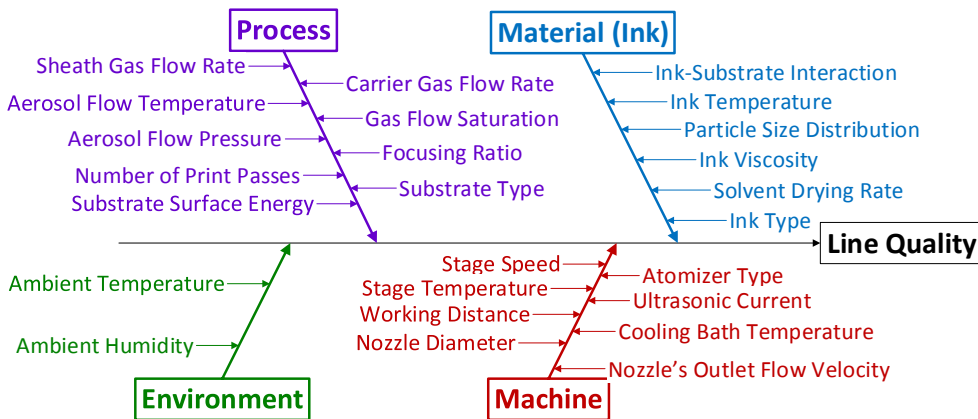 Process
Material (Ink)
Sheath Gas Flow Rate
Carrier Gas Flow Rate
Aerosol Flow Temperature
Gas Flow Saturation
Aerosol Flow Pressure
Focusing Ratio
Number of Print Passes
Substrate Type
Substrate Surface Energy
Ink-Substrate Interaction
Ink Temperature
Particle Size Distribution
Ink Viscosity
Solvent Drying Rate
Ink Type
Line Quality
Ambient Temperature
Ambient Humidity
Environment
Stage Speed
Atomizer Type
Stage Temperature
Ultrasonic Current
Working Distance
Cooling Bath Temperature
Nozzle Diameter
Nozzle's Outlet Flow Velocity
Machine